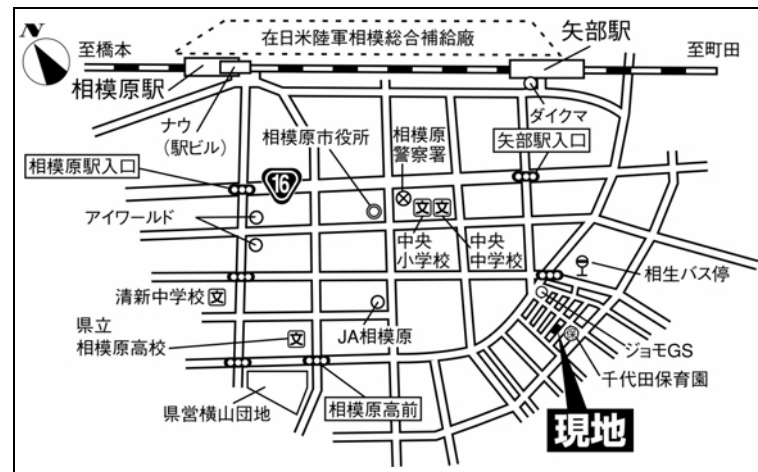 N
在日米陸軍相模総合補給廠
矢部駅
至橋本
至町田
相模原駅
ナウ
（駅ビル）
ダイクマ
相模原市役所
相模原
警察署
矢部駅入口
相模原駅入口
16
アイワールド
文
文
中央
小学校
中央
中学校
相生バス停
清新中学校
文
県立
相模原高校
文
JA相模原
保
ジョモGS
千代田保育園
県営横山団地
相模原高前
現地